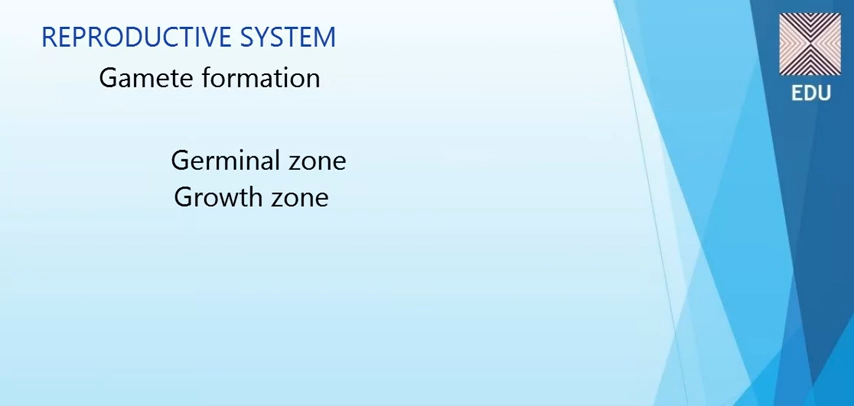 REPRODUCTIVE SYSTEM
Gamete formation
EDU
Germinal zone
Growth zone